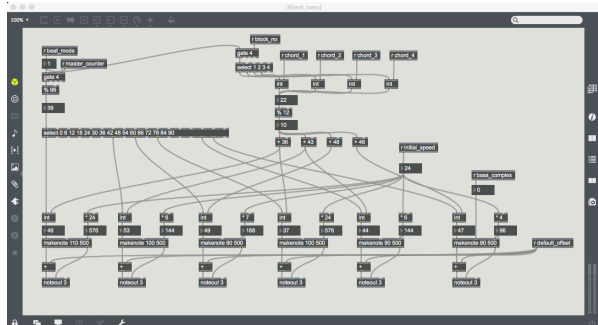 [8beat_bass]
100%
r block_no
r beat_mode
gate 4
r chord_1 r chord_2 r chord_3 r chord_4
1 r master_counter
select 1 2 3 4
gate 4
int int int int
% 96
22
39
% 12
10
select 0 6 12 18 24 30 36 42 48 54 60 66 72 78 84 90
+ 36 + 43 + 48 + 46
r initial_speed
24
r bass_complex
0
int * 24 int * 6 int * 7 int * 24 int * 6 int * 4
46 576 53 144 49 168 37 576 44 144 47 96
makenote 110 500 makenote 100 500 makenote 90 500 makenote 100 500 makenote 90 500 makenote 90 500 r default_offset
+ + + + + +
noteout 3 noteout 3 noteout 3 noteout 3 noteout 3 noteout 3